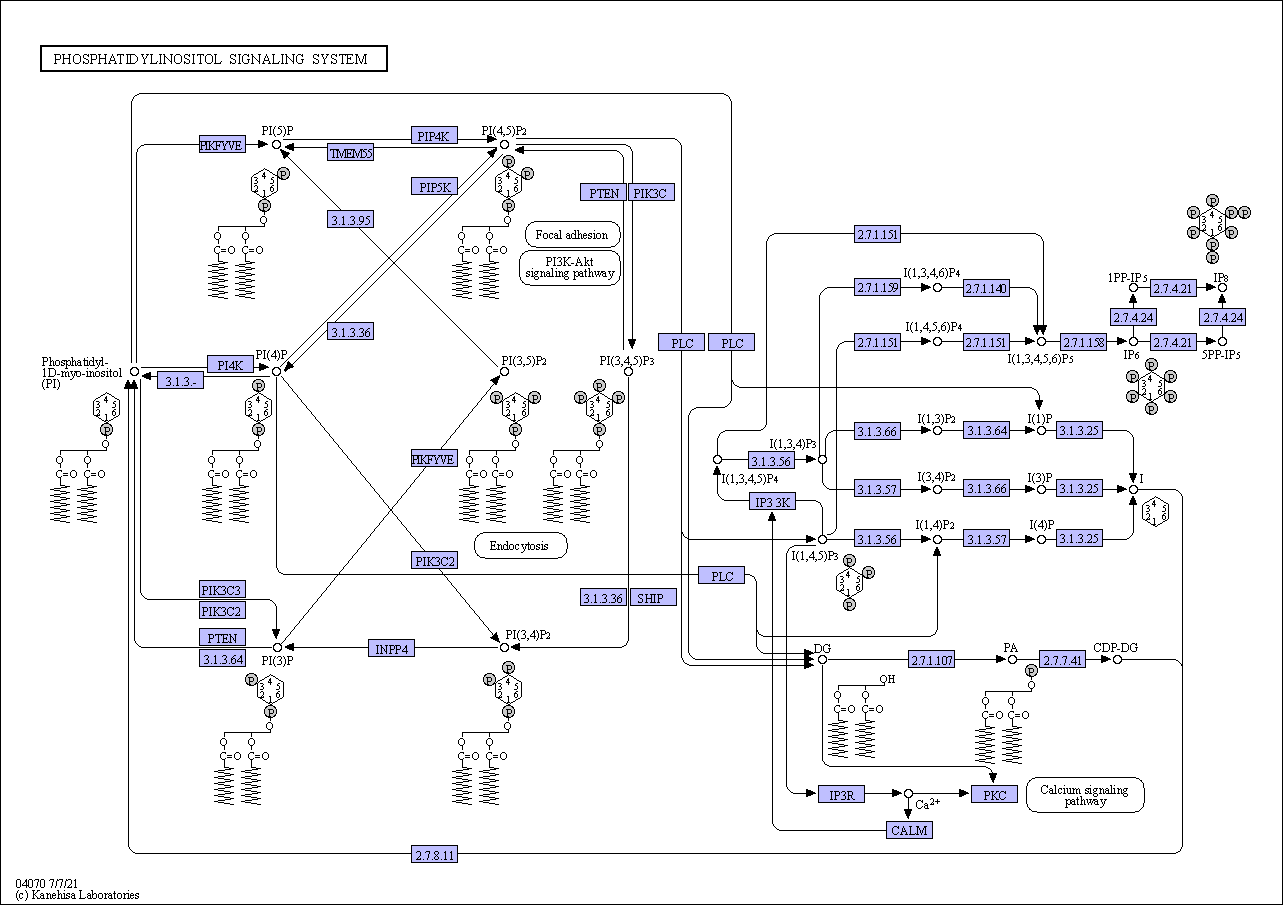 PHOSPHATIDYLINOSITOL SIGNALING SYSTEM
PI(5)P
PI(4,5)P2
PIKFYVE
PIP4K
TMEM55
PIP5K
PTEN
PIK3C
3.1.3.95
Focal adhesion
PI3K-Akt
signaling pathway
2.7.1.151
I(1,3,4,6)P4
1PP-IP5
IP8
2.7.1.159
2.7.1.140
2.7.4.21
2.7.4.24
2.7.4.24
3.1.3.36
PLC
PLC
I(1,4,5,6)P4
2.7.1.151
2.7.1.151
2.7.1.158
2.7.4.21
I(1,3,4,5,6)P5
IP6
5PP-IP5
Phosphatidyl-
1D-myo-inositol
(PI)
PI4K
PI(4)P
3.1.3.-
PI(3,5)P2
PI(3,4,5)P3
I(1,3)P2
I(1)P
3.1.3.66
3.1.3.64
3.1.3.25
I(1,3,4)P3
PIKFYVE
3.1.3.56
I(1,3,4,5)P4
I(3,4)P2
I(3)P
I
3.1.3.57
3.1.3.66
3.1.3.25
IP3 3K
I(1,4)P2
I(4)P
3.1.3.56
3.1.3.57
3.1.3.25
I(1,4,5)P3
Endocytosis
PIK3C2
PLC
PIK3C3
PIK3C2
3.1.3.36
SHIP
PTEN
3.1.3.64
PI(3)P
INPP4
PI(3,4)P2
DG
2.7.1.107
PA
2.7.7.41
CDP-DG
OH
IP3R
Ca2+
PKC
Calcium signaling
pathway
CALM
2.7.8.11
04070 7/7/21
(c) Kanehisa Laboratories